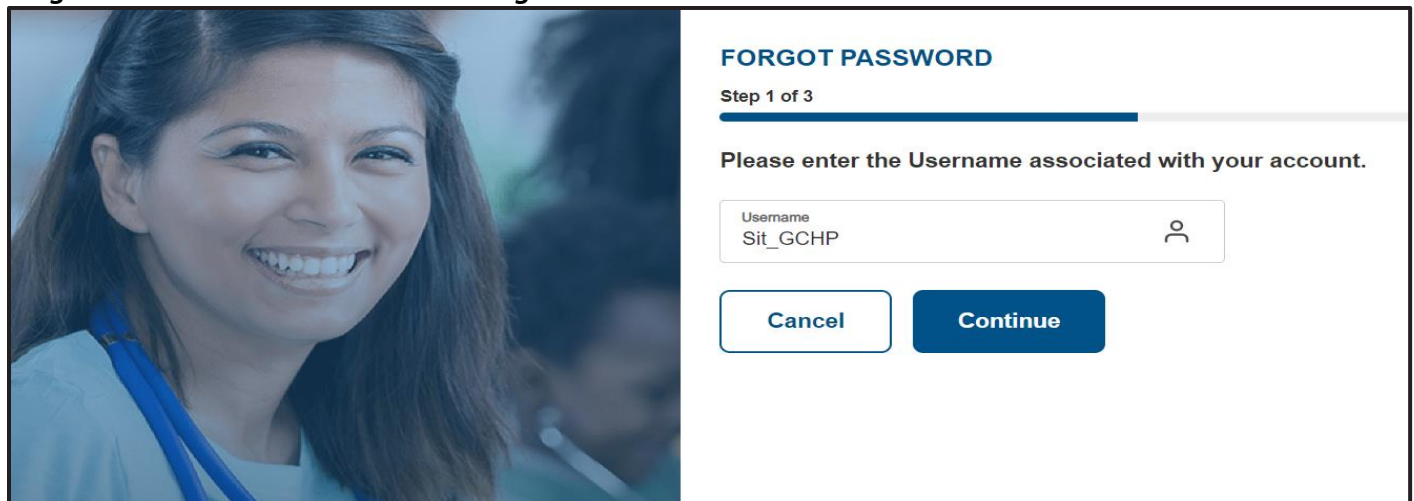 FORGOT PASSWORD
Step 1 of 3
Please enter the Username associated with your account.
Username
Sit_GCHP
Cancel Continue